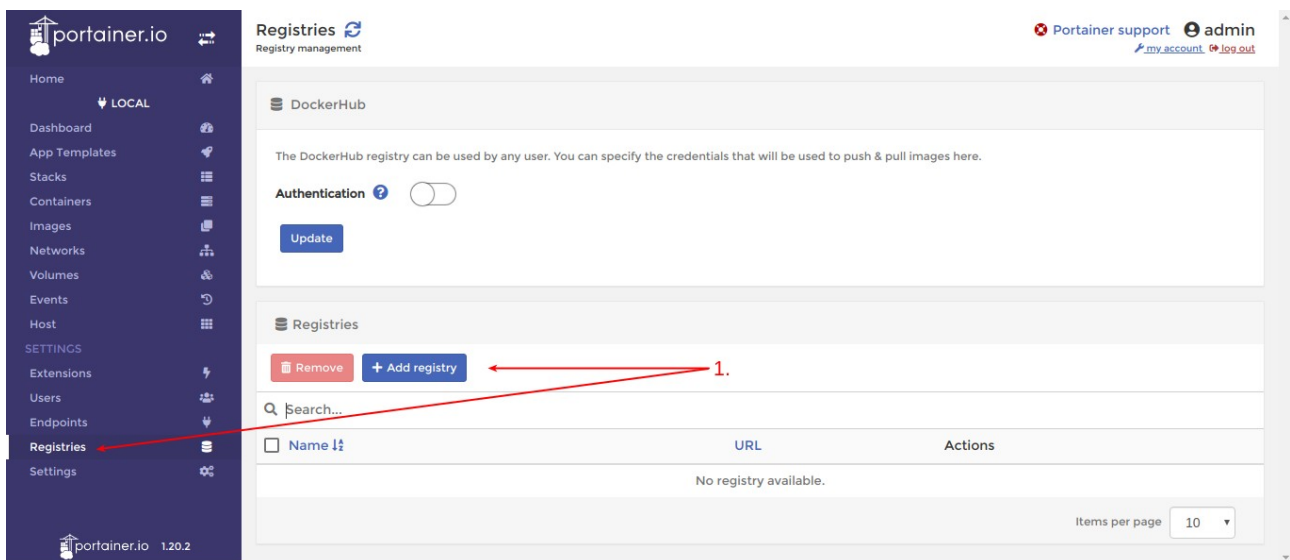 portainer.io
Home
LOCAL
Dashboard
App Templates
Stacks
Containers
Images
Networks
Volumes
Events
Host
SETTINGS
Extensions
Users
Endpoints
Registries
Settings
portainer.io 1.20.2
Registries
Registry management
Portainer support admin
my account log out
DockerHub
The DockerHub registry can be used by any user. You can specify the credentials that will be used to push & pull images here.
Authentication
Update
Registries
Remove + Add registry 1.
Search...
Name URL Actions
No registry available.
Items per page 10